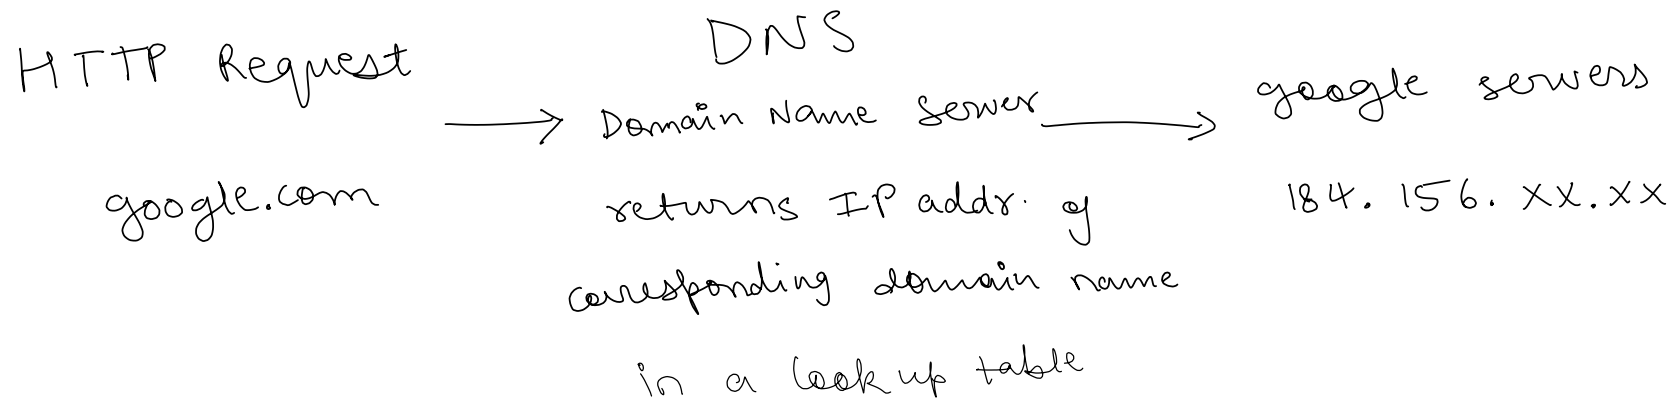 HTTP Request
google.com
DNS
Domain Name Server
returns IP addr. of
corresponding domain name
in a look up table
google servers
184. 156. XX. XX